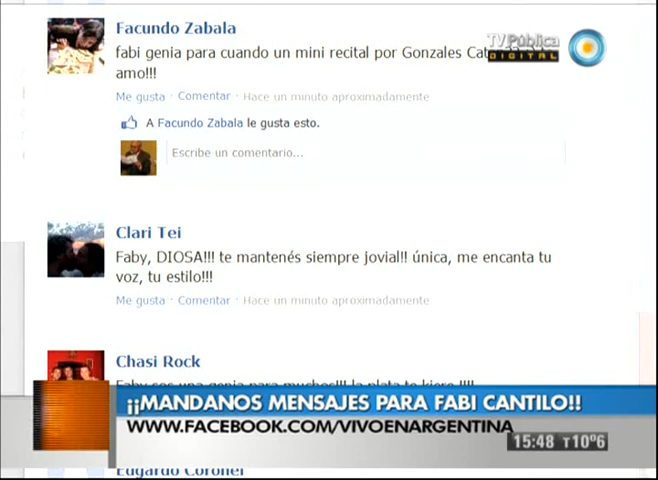 Facundo Zabala
fabi genia para cuando un mini recital por Gonzales
amo!!!
TV Pública
DIGITAL
Me gusta · Comentar · Hace un minuto aproximadamente
A Facundo Zabala le gusta esto.
Escribe un comentario...
Clari Tei
Faby, DIOSA!!! te mantenés siempre jovial!! única, me encanta tu
voz, tu estilo!!!
Me gusta · Comentar · Hace un minuto aproximadamente
Chasi Rock
¡¡MANDANOS MENSAJES PARA FABI CANTILO!!
WWW.FACEBOOK.COM/VIVOENARGENTINA
15:48 T10°6
Edgardo Coronel